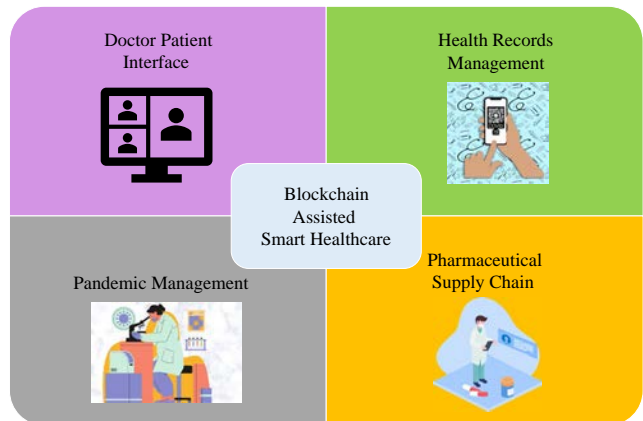 Doctor Patient
Interface
Health Records
Management
Blockchain
Assisted
Smart Healthcare
Pandemic Management
Pharmaceutical
Supply Chain